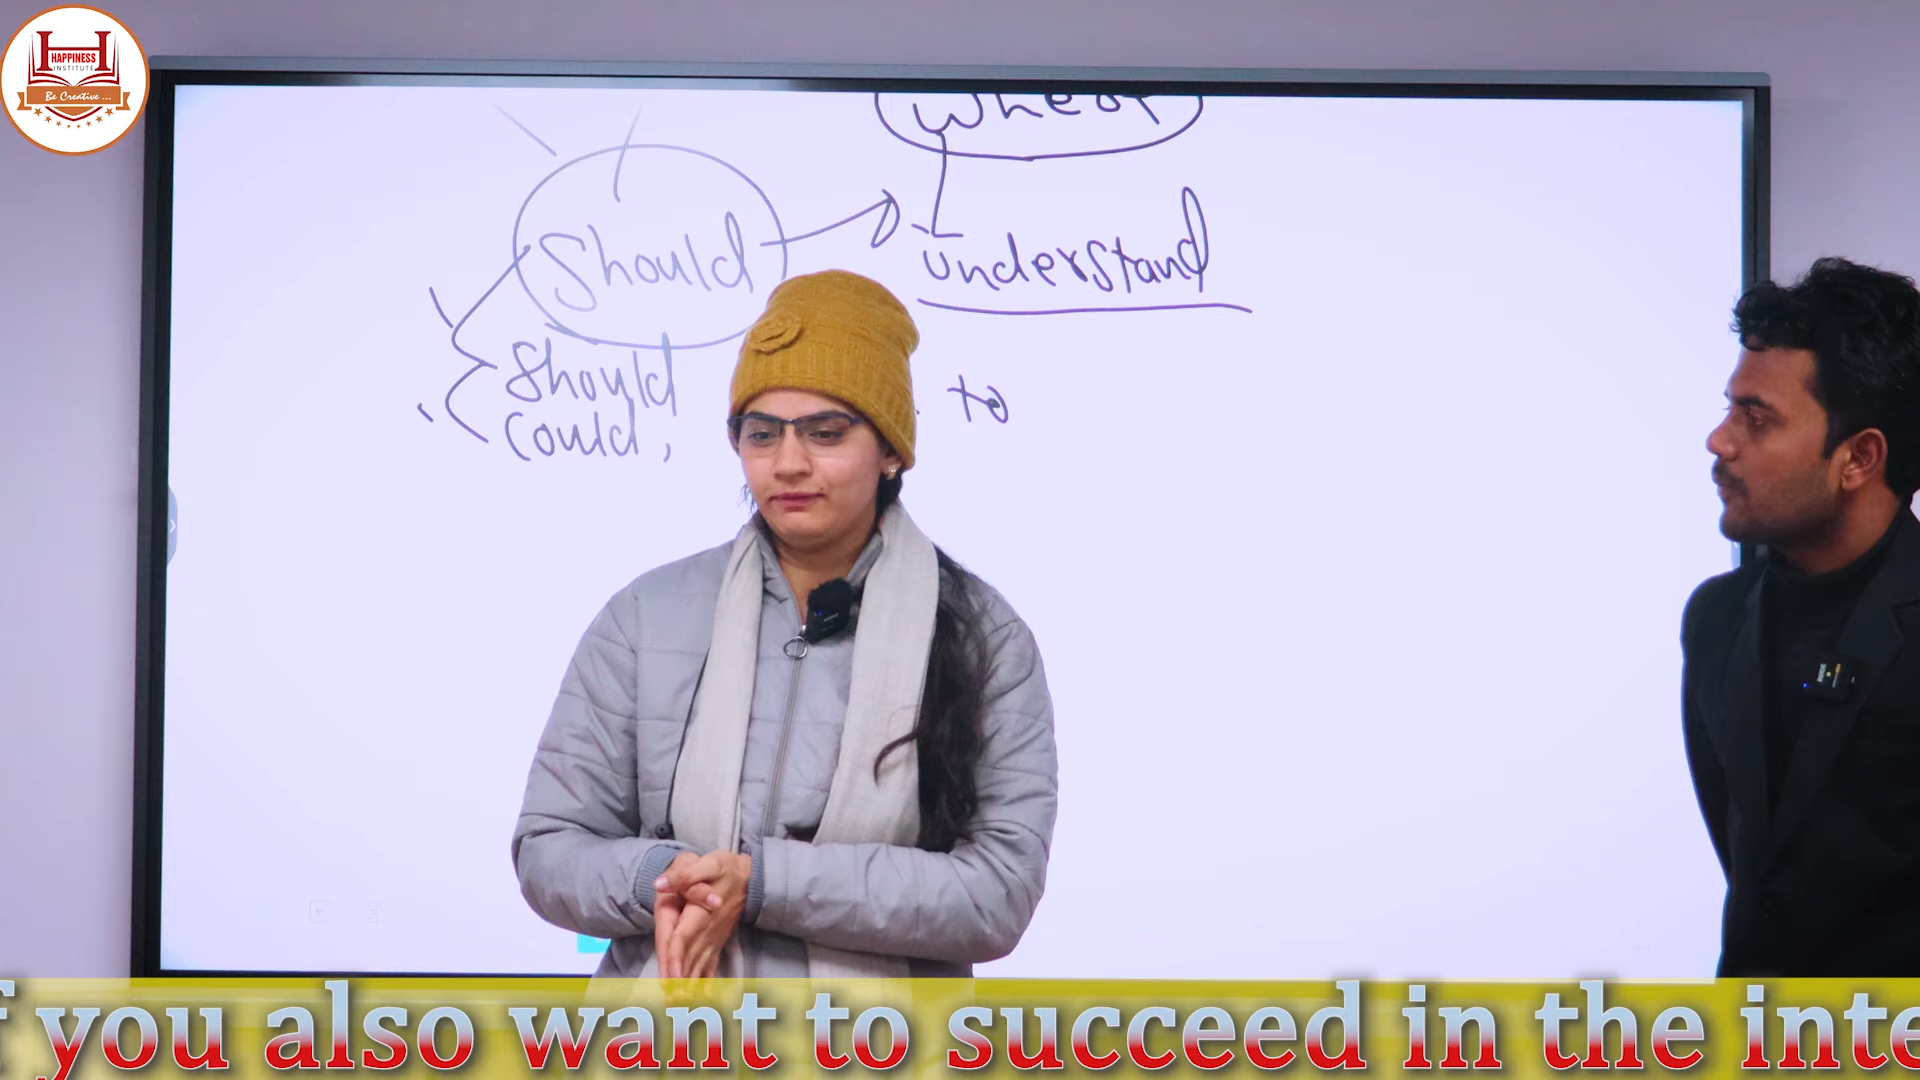 HAPPINESS
INSTITUTE
Be Creative ...
Should
understand
Should
Could,
to
you also want to succeed in the inte